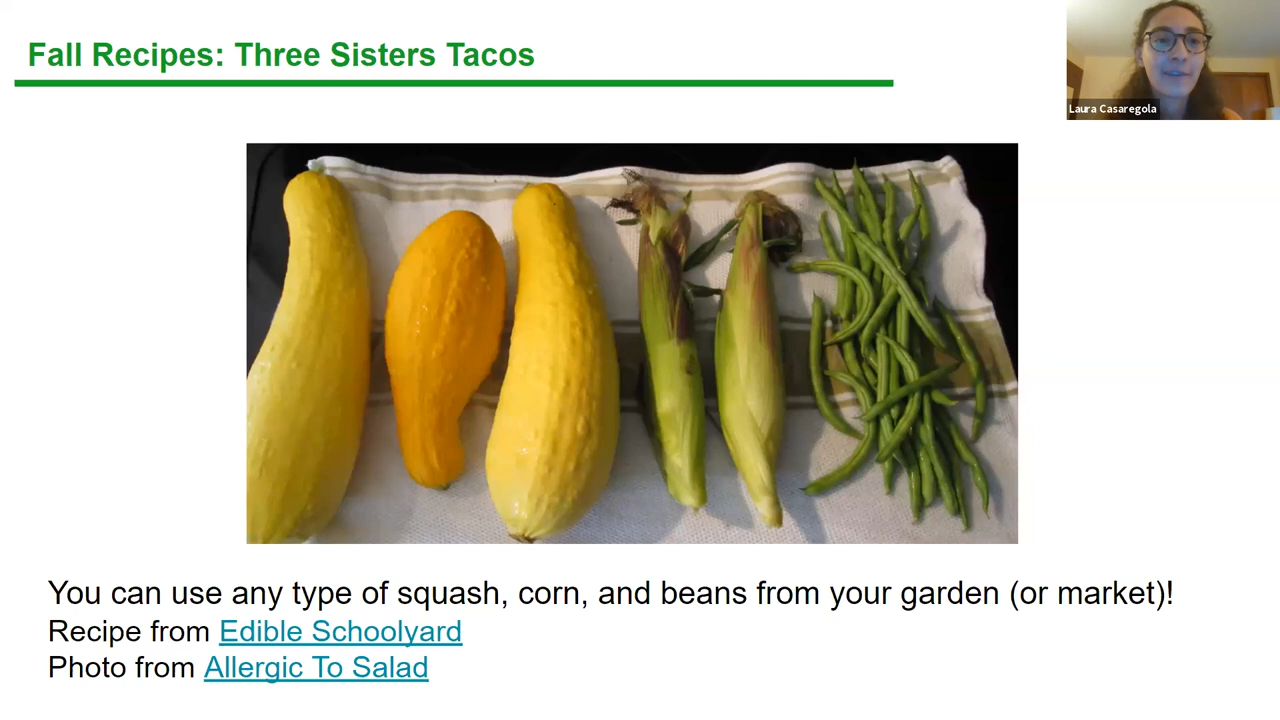 Fall Recipes: Three Sisters Tacos
Laura Casaregola
You can use any type of squash, corn, and beans from your garden (or market)!
Recipe from Edible Schoolyard
Photo from Allergic To Salad